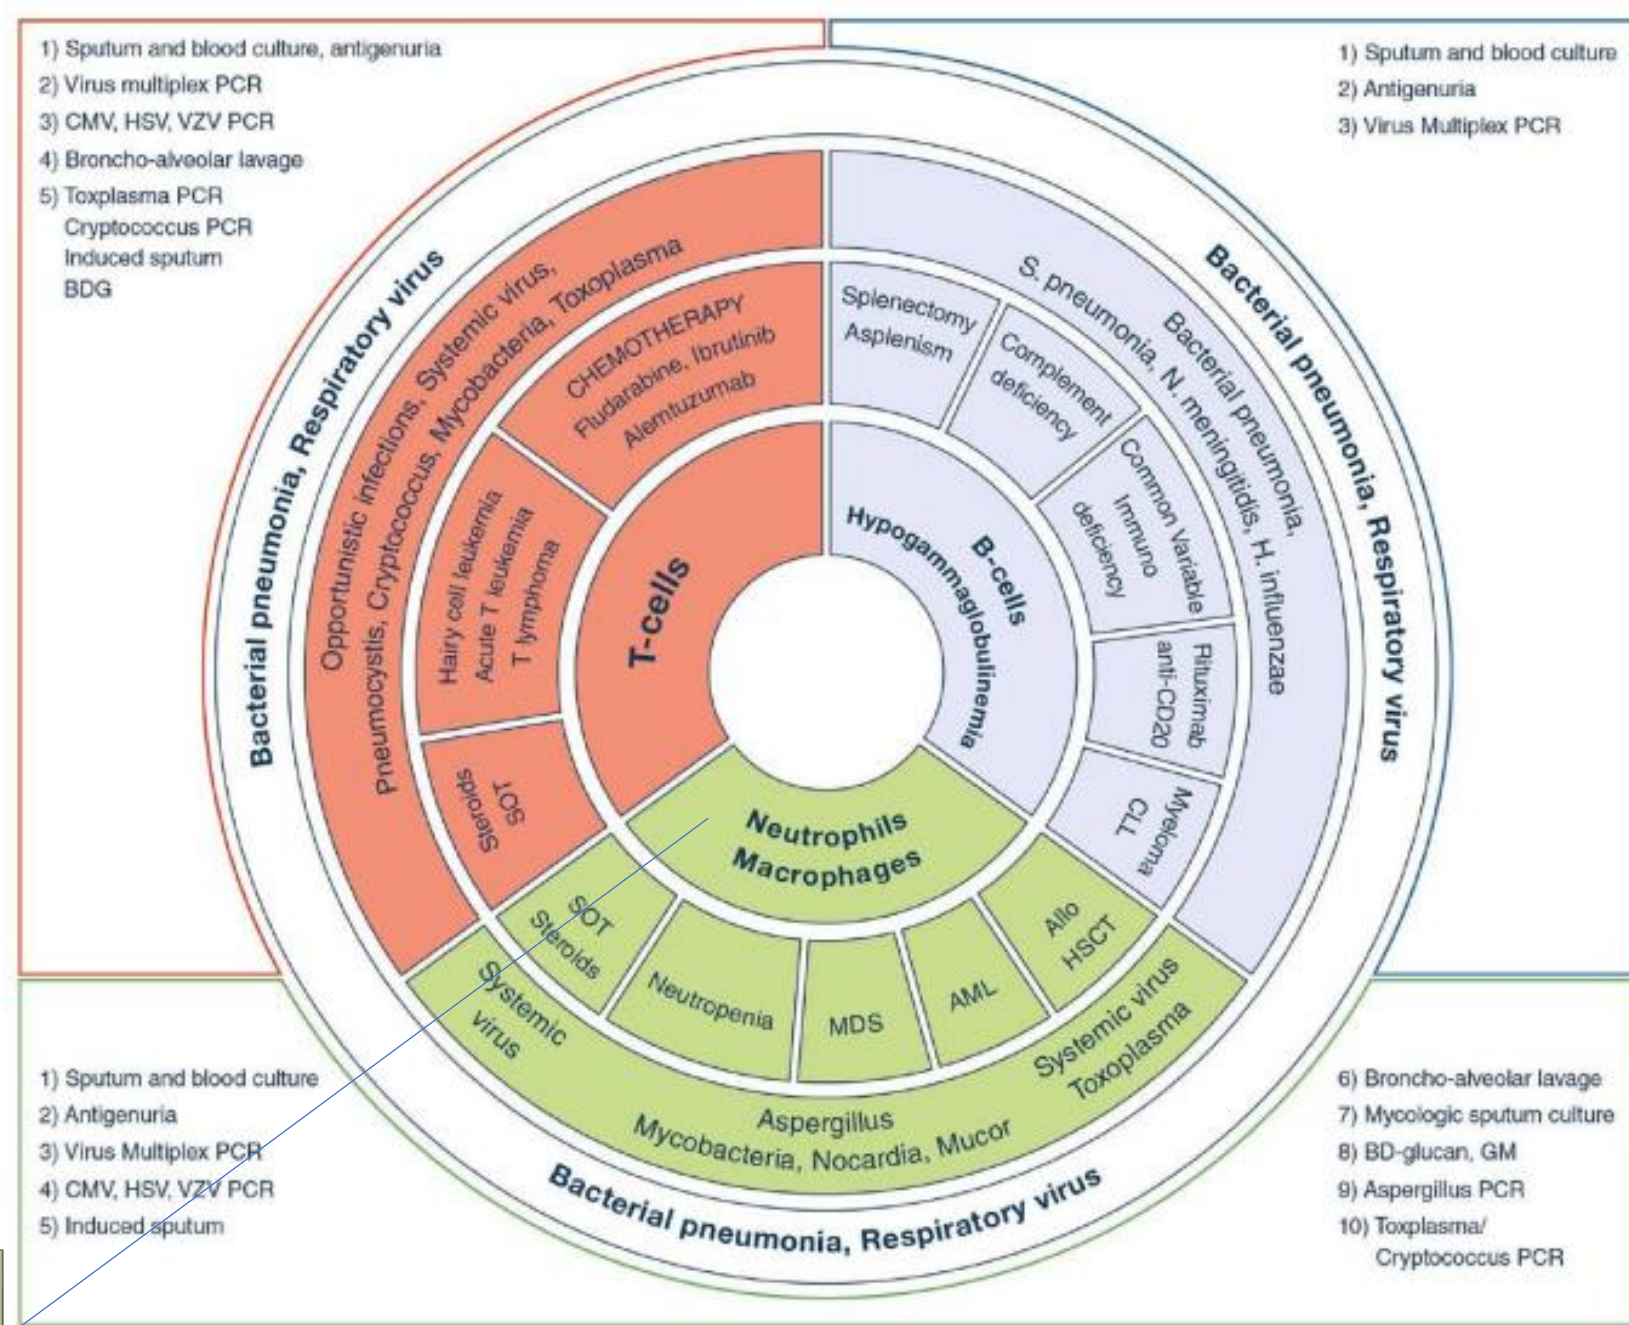 1) Sputum and blood culture, antigenuria
2) Virus multiplex PCR
3) CMV, HSV, VZV PCR
4) Broncho-alveolar lavage
5) Toxplasma PCR
Cryptococcus PCR
Induced sputum
BDG
1) Sputum and blood culture
2) Antigenuria
3) Virus Multiplex PCR
Bacterial pneumonia, Respiratory virus
Opportunistic infections, Systemic virus,
Pneumocystis, Cryptococcus, Mycobacteria, Toxoplasma
CHEMOTHERAPY
Fludarabine, Ibrutinib
Alemtuzumab
Hairy cell leukemia
Acute T leukemia
T lymphoma
SOT
Steroids
T-cells
Bacterial pneumonia, Respiratory virus
Bacterial pneumonia,
S. pneumonia, N. meningitidis, H. influenzae
Splenectomy
Asplenism
Complement
deficiency
Common Variable
Immuno
deficiency
Rituximab
anti-CD20
Myeloma
CLL
B-cells
Hypogammaglobulinemia
Neutrophils
Macrophages
SOT
Steroids
Neutropenia
MDS
AML
Allo
HSCT
Systemic
virus
Aspergillus
Mycobacteria, Nocardia, Mucor
Systemic virus
Toxoplasma
Bacterial pneumonia, Respiratory virus
1) Sputum and blood culture
2) Antigenuria
3) Virus Multiplex PCR
4) CMV, HSV, VZV PCR
5) Induced sputum
6) Broncho-alveolar lavage
7) Mycologic sputum culture
8) BD-glucan, GM
9) Aspergillus PCR
10) Toxplasma/
Cryptococcus PCR